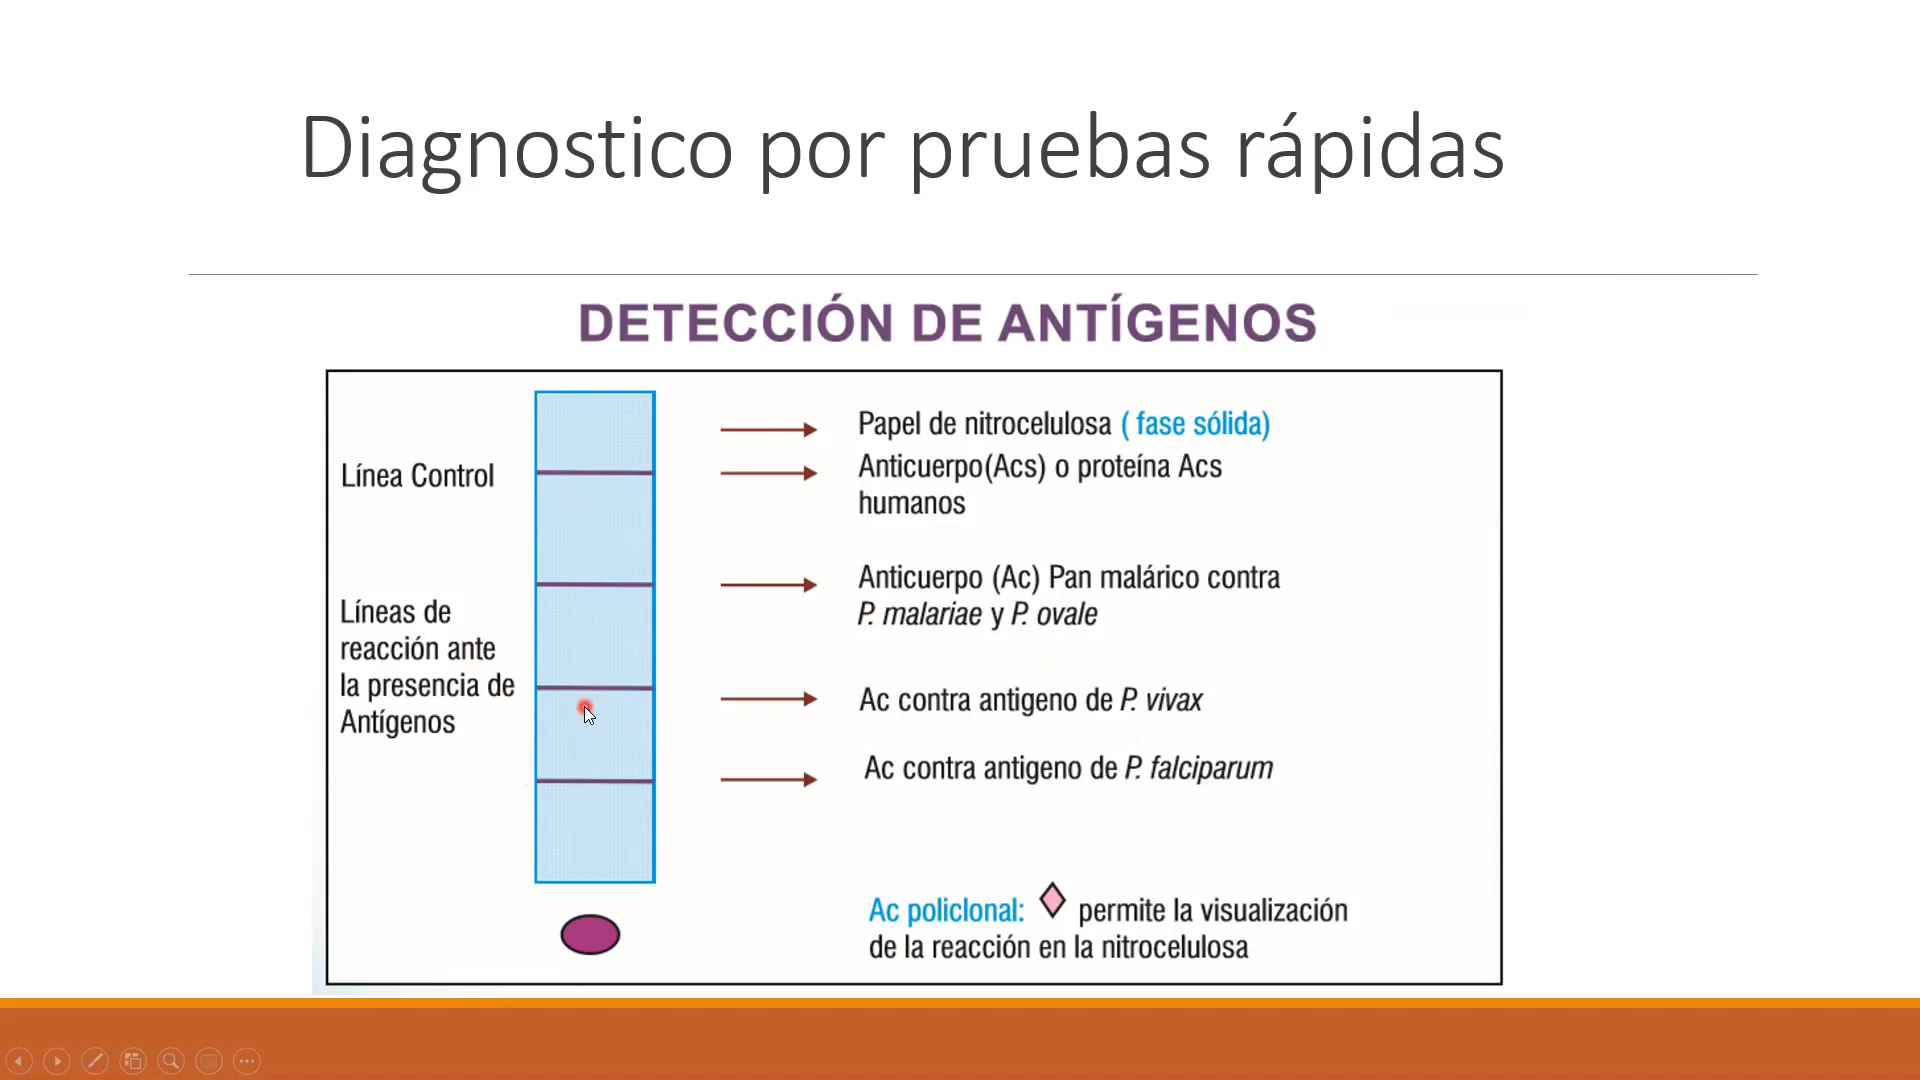 Diagnostico por pruebas rápidas
DETECCIÓN DE ANTÍGENOS
Línea Control
Líneas de
reacción ante
la presencia de
Antígenos
Papel de nitrocelulosa ( fase sólida)
Anticuerpo(Acs) o proteína Acs
humanos
Anticuerpo (Ac) Pan malárico contra
P. malariae y P. ovale
Ac contra antigeno de P. vivax
Ac contra antigeno de P. falciparum
Ac policlonal: permite la visualización
de la reacción en la nitrocelulosa